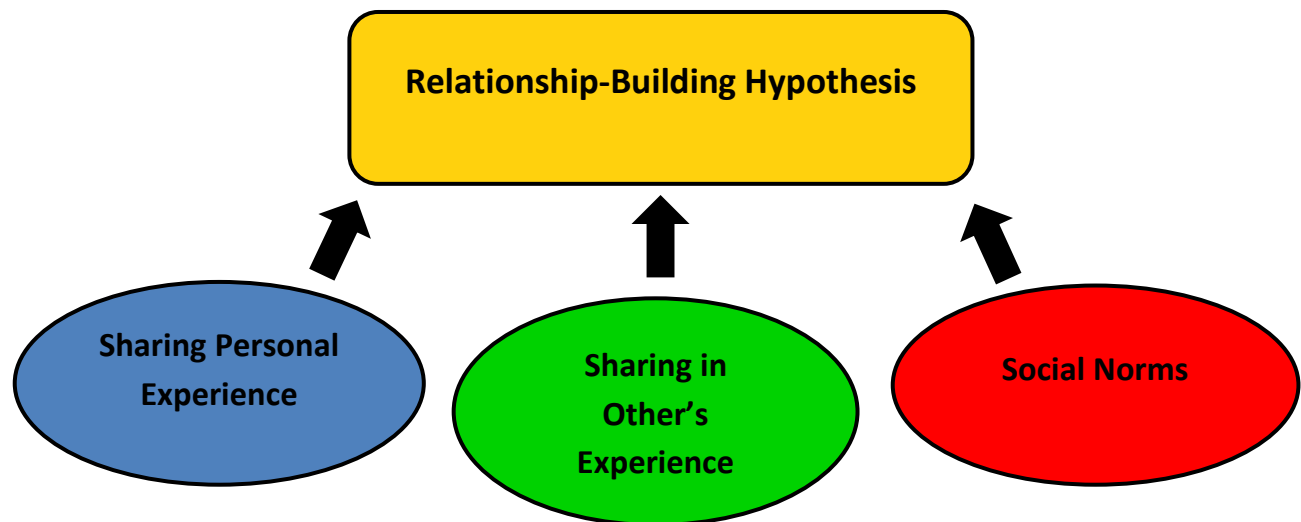 Relationship-Building Hypothesis
Sharing Personal
Experience
Sharing in
Other’s
Experience
Social Norms